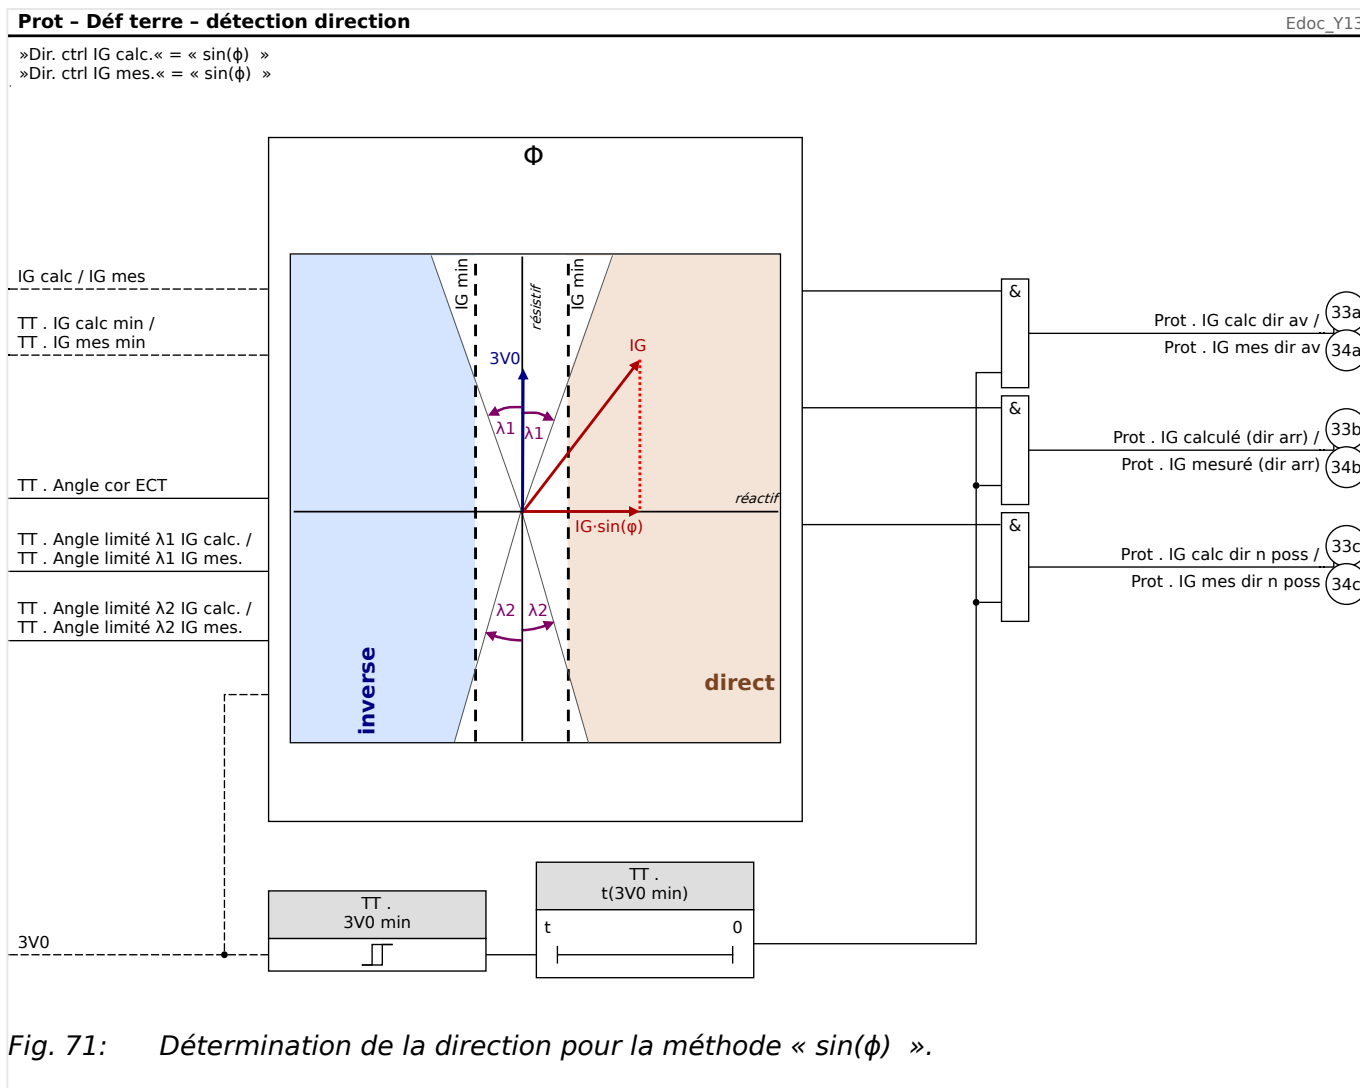 Prot – Déf terre – détection direction
Edoc_Y13
»Dir. ctrl IG calc.« = « sin(ϕ)  »
»Dir. ctrl IG mes.« = « sin(ϕ)  »
Φ
IG calc / IG mes
TT . IG calc min /
TT . IG mes min
TT . Angle cor ECT
TT . Angle limité λ1 IG calc. /
TT . Angle limité λ1 IG mes.
TT . Angle limité λ2 IG calc. /
TT . Angle limité λ2 IG mes.
3V0
IG min
résistif
IG min
3V0
IG
λ1
λ1
réactif
IG·sin(φ)
λ2
λ2
inverse
direct
&
Prot . IG calc dir av /
33a
Prot . IG mes dir av
34a
&
Prot . IG calculé (dir arr) /
33b
Prot . IG mesuré (dir arr)
34b
&
Prot . IG calc dir n poss /
33c
Prot . IG mes dir n poss
34c
TT .
3V0 min
TT .
t(3V0 min)
t
0
Fig. 71: Détermination de la direction pour la méthode « sin(ϕ)  ».